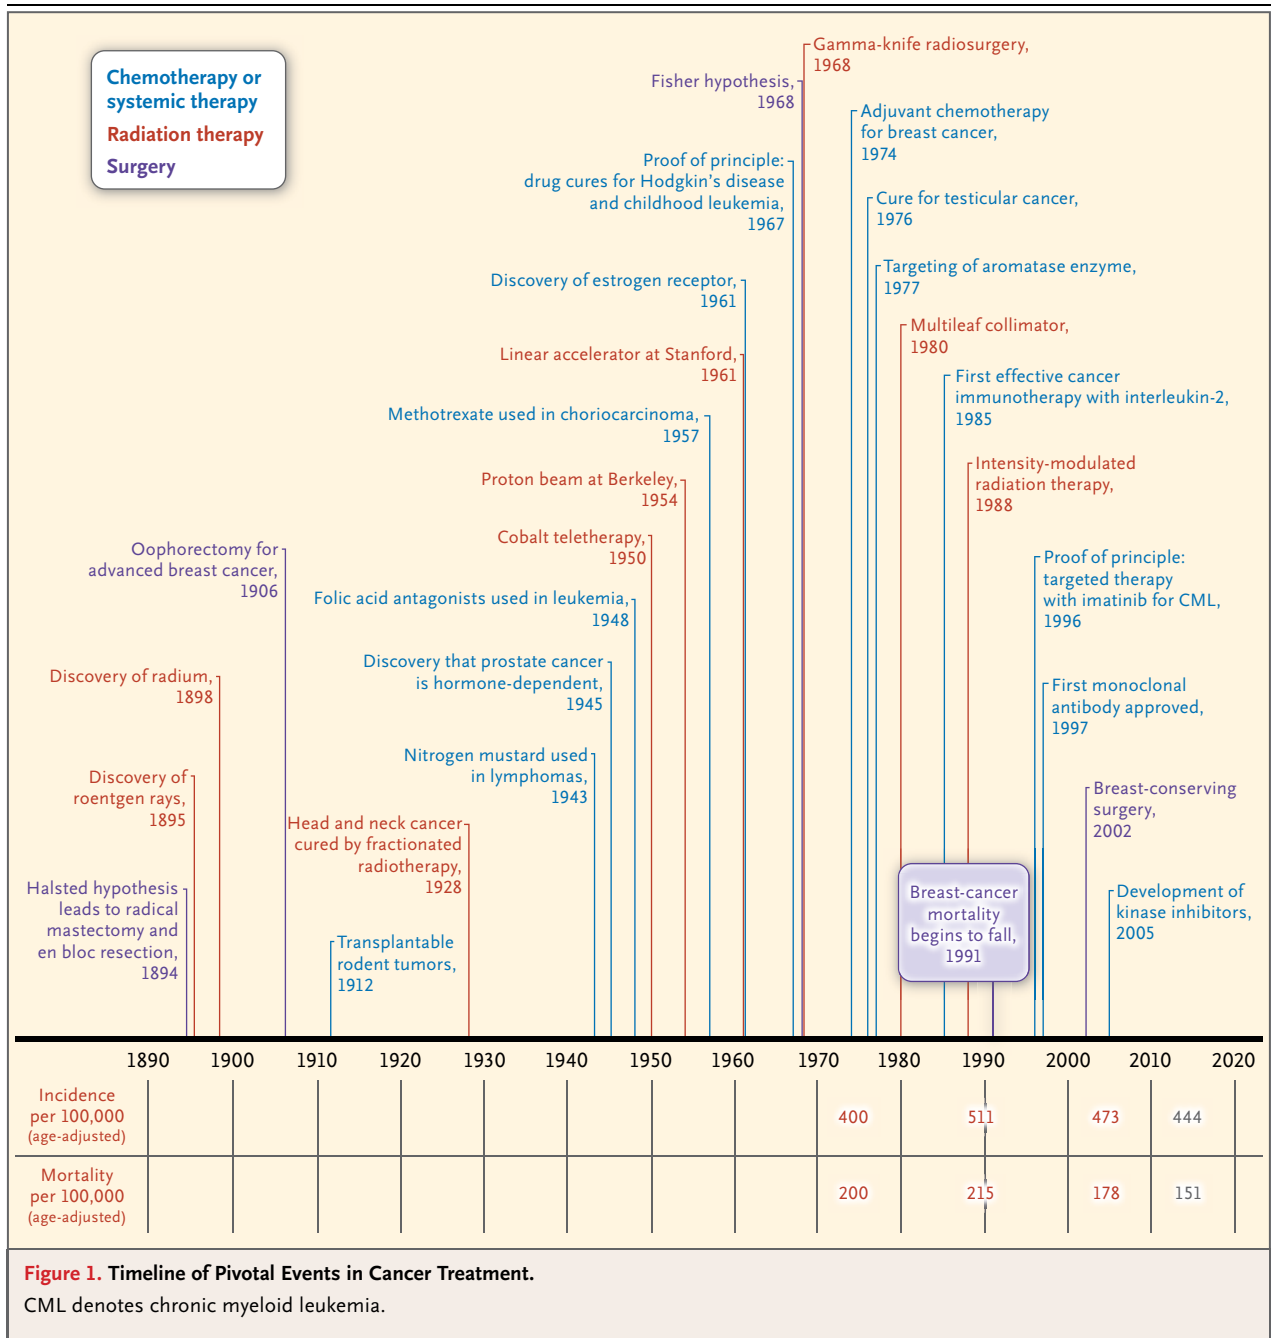 Chemotherapy or
systemic therapy
Radiation therapy
Surgery
Gamma-knife radiosurgery,
1968
Fisher hypothesis,
1968
Adjuvant chemotherapy
for breast cancer,
1974
Proof of principle:
drug cures for Hodgkin's disease
and childhood leukemia,
1967
Cure for testicular cancer,
1976
Targeting of aromatase enzyme,
1977
Discovery of estrogen receptor,
1961
Multileaf collimator,
1980
Linear accelerator at Stanford,
1961
First effective cancer
immunotherapy with interleukin-2,
1985
Methotrexate used in choriocarcinoma,
1957
Intensity-modulated
radiation therapy,
1988
Proton beam at Berkeley,
1954
Cobalt teletherapy,
1950
Oophorectomy for
advanced breast cancer,
1906
Proof of principle:
targeted therapy
with imatinib for CML,
1996
Folic acid antagonists used in leukemia,
1948
Discovery that prostate cancer
is hormone-dependent,
1945
Discovery of radium,
1898
First monoclonal
antibody approved,
1997
Nitrogen mustard used
in lymphomas,
1943
Discovery of
roentgen rays,
1895
Breast-conserving
surgery,
2002
Head and neck cancer
cured by fractionated
radiotherapy,
1928
Halsted hypothesis
leads to radical
mastectomy and
en bloc resection,
1894
Breast-cancer
mortality
begins to fall,
1991
Development of
kinase inhibitors,
2005
Transplantable
rodent tumors,
1912
1890 1900 1910 1920 1930 1940 1950 1960 1970 1980 1990 2000 2010 2020
Incidence
per 100,000
(age-adjusted)
400 511 473 444
Mortality
per 100,000
(age-adjusted)
200 215 178 151
Figure 1. Timeline of Pivotal Events in Cancer Treatment.
CML denotes chronic myeloid leukemia.